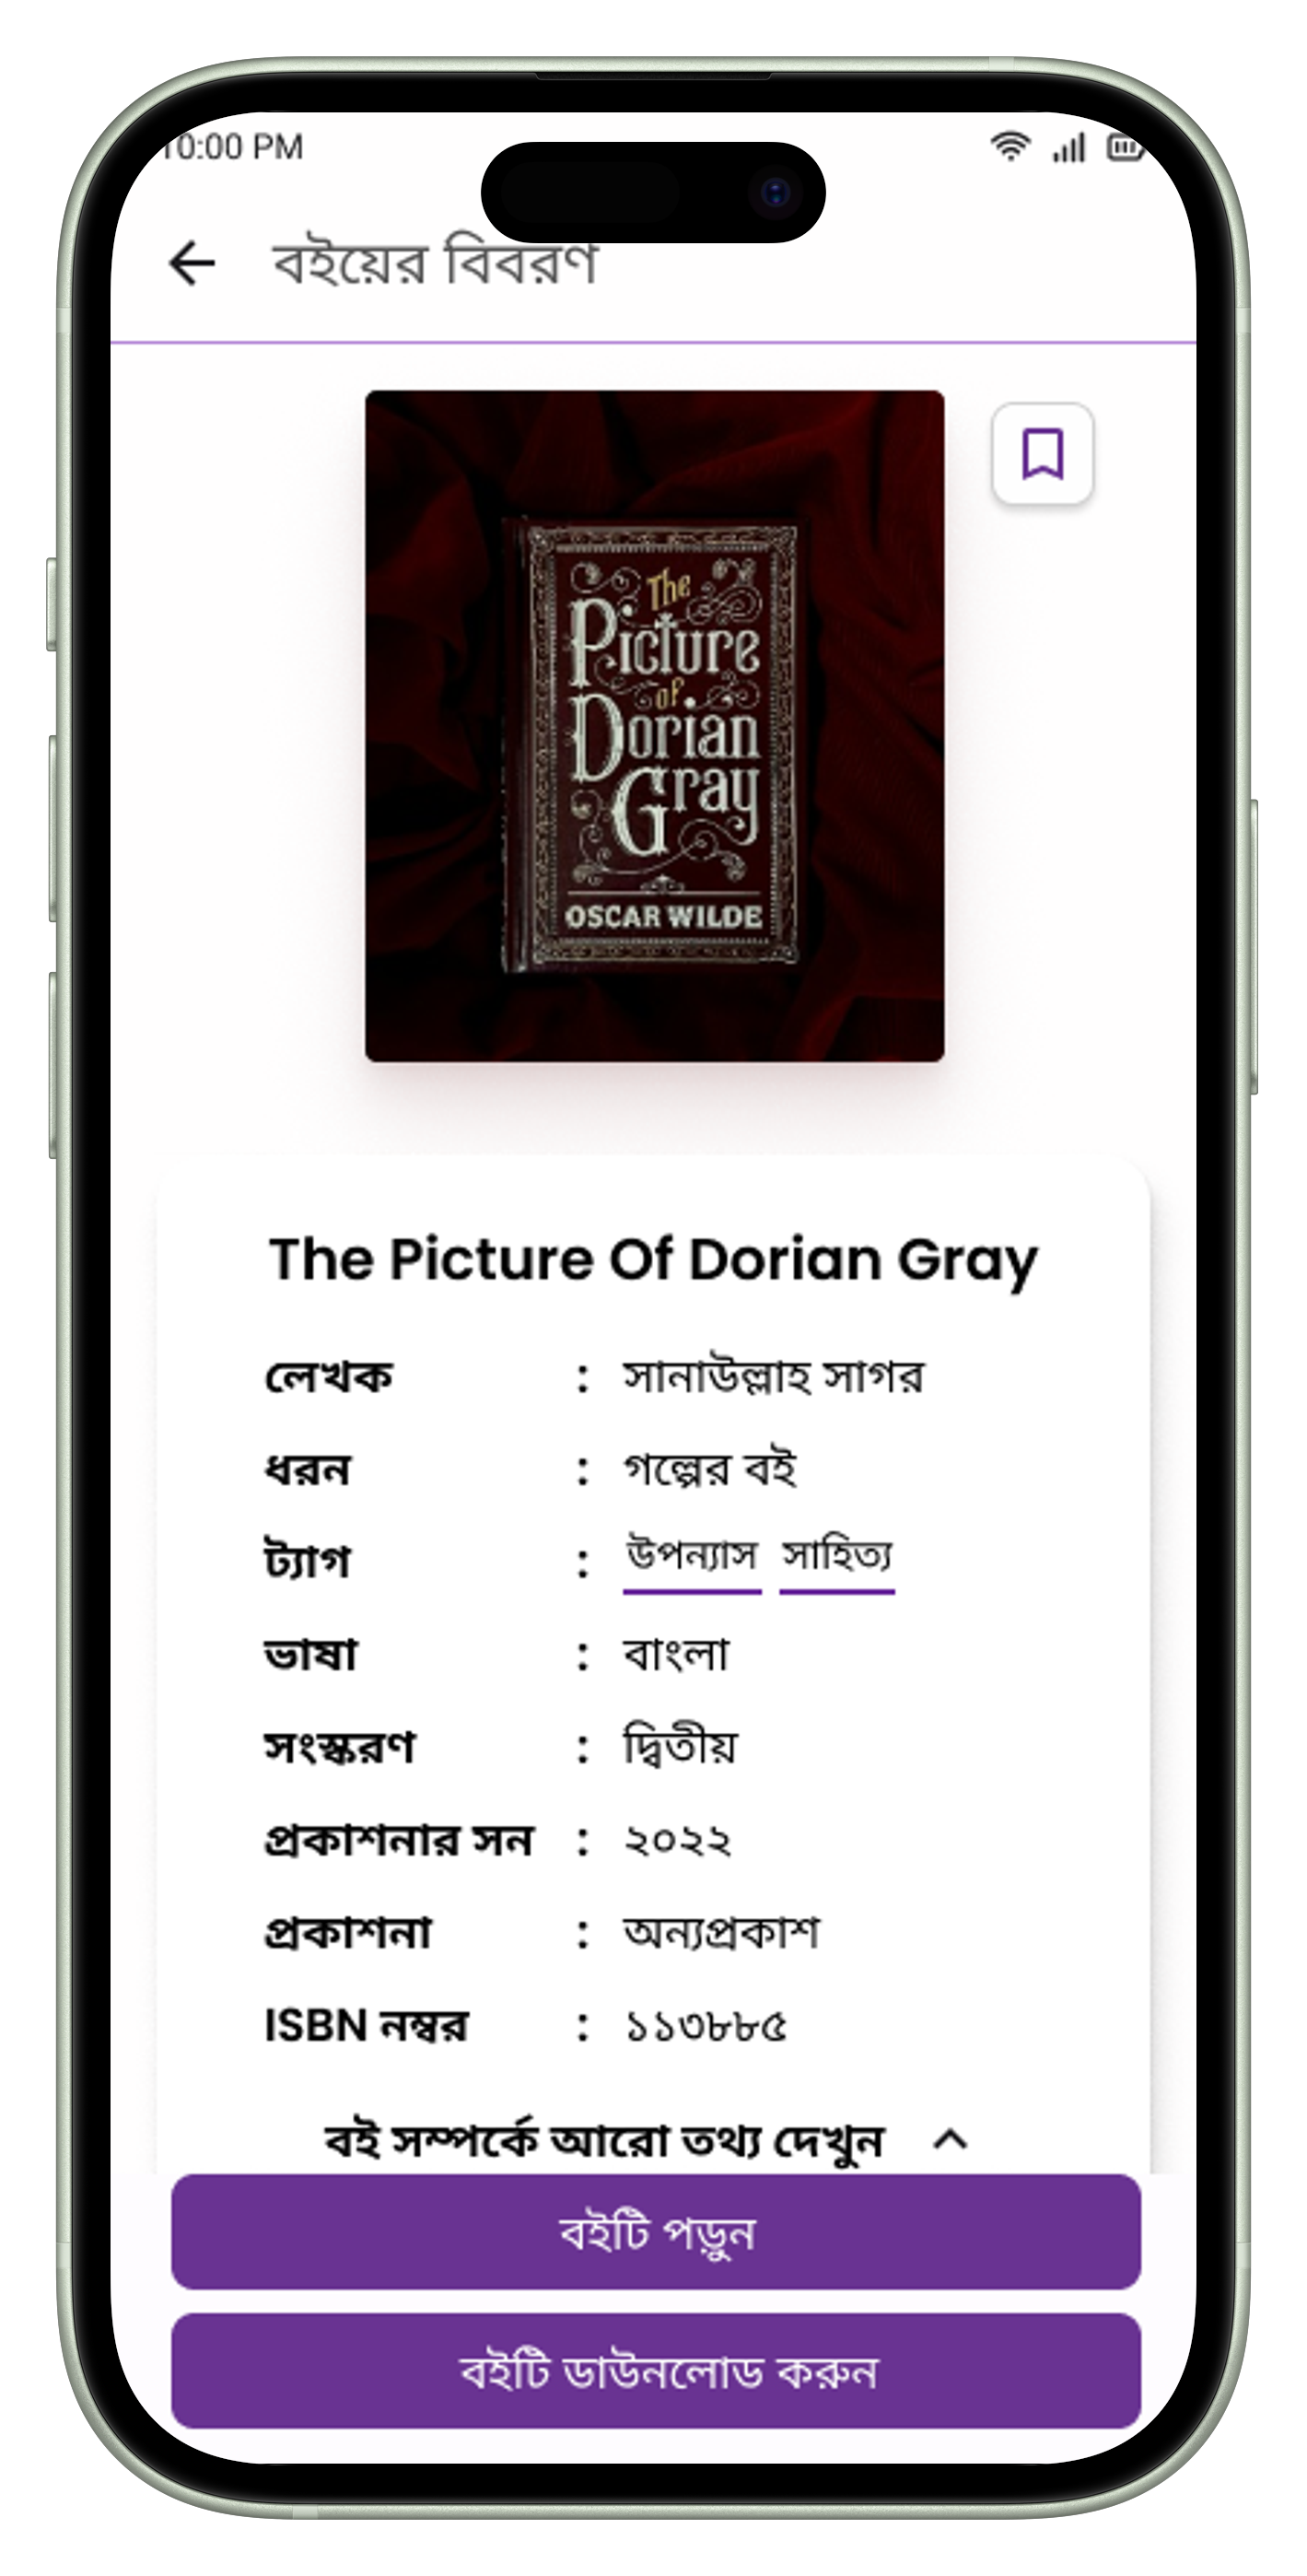 10:00 PM
বইয়ের বিবরণ
The
Picture
of
Dorian
Gray
OSCAR WILDE
The Picture Of Dorian Gray
লেখক : সানাউল্লাহ সাগর
ধরন : গল্পের বই
ট্যাগ : উপন্যাস সাহিত্য
ভাষা : বাংলা
সংস্করণ : দ্বিতীয়
প্রকাশনার সন : ২০২২
প্রকাশনা : অন্যপ্রকাশ
ISBN নম্বর : ১১৩৮৮৫
বই সম্পর্কে আরো তথ্য দেখুন
বইটি পড়ুন
বইটি ডাউনলোড করুন